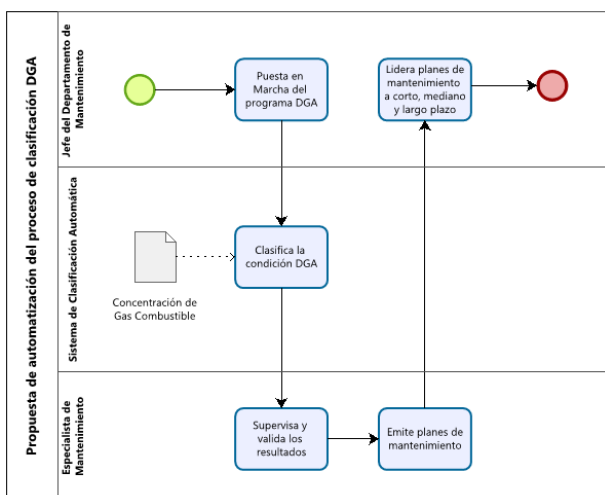 Propuesta de automatización del proceso de clasificación DGA
Jefe del Departamento de
Mantenimiento
Puesta en
Marcha del
programa DGA
Lidera planes de
mantenimiento
a corto, mediano
y largo plazo
Sistema de Clasificación Automática
Concentración de
Gas Combustible
Clasifica la
condición DGA
Especialista de
Mantenimiento
Supervisa y
valida los
resultados
Emite planes de
mantenimiento